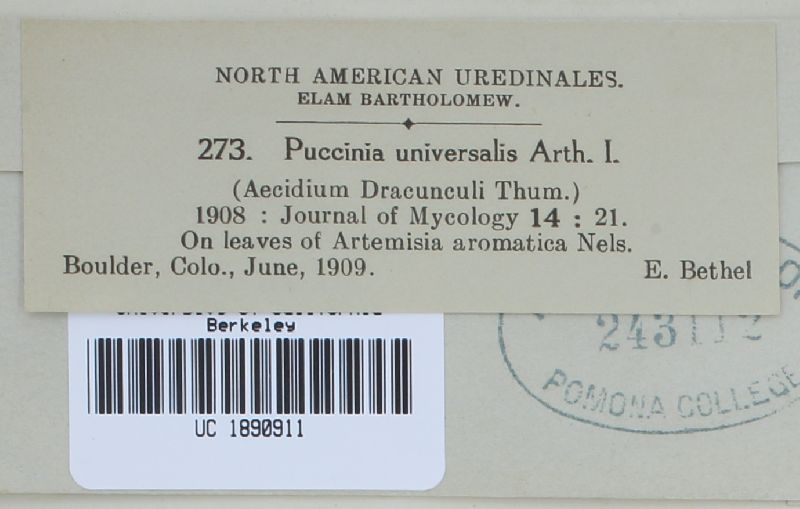 NORTH AMERICAN UREDINALES.
ELAM BARTHOLOMEW.
273. Puccinia universalis Arth. I.
(Aecidium Dracunculi Thum.)
1908 : Journal of Mycology 14 : 21.
On leaves of Artemisia aromatica Nels.
Boulder, Colo., June, 1909. E. Bethel
Berkeley
UC 1890911
POMONA COLLEGE